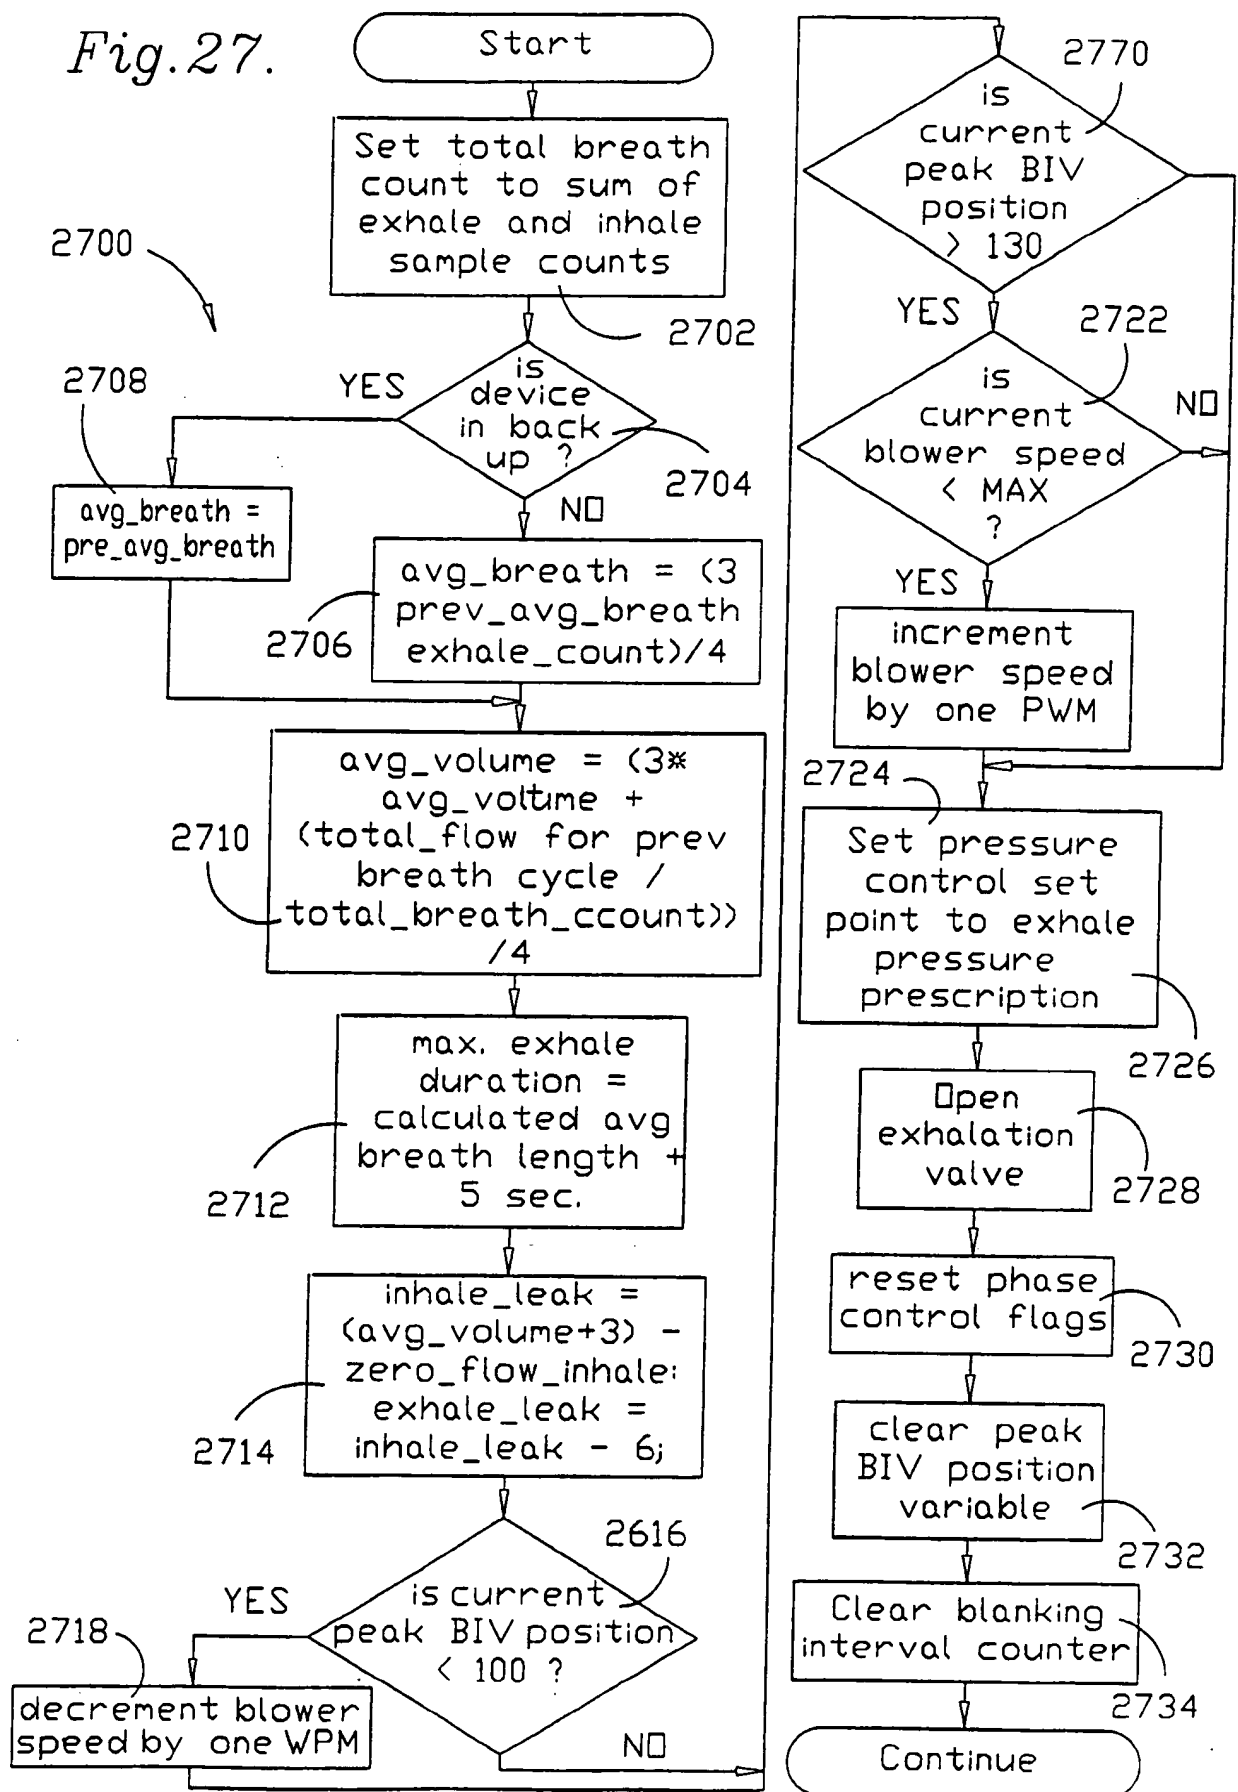 Fig.27.
Start
Set total breath
count to sum of
exhale and inhale
sample counts
2700
2702
is
device
in back
up ?
YES
2704
2708
NO
avg_breath =
pre_avg_breath
avg_breath = (3
prev_avg_breath
exhale_count)/4
2706
avg_volume = (3*
avg_voltime +
(total_flow for prev
breath cycle /
total_breath_ccount))
/4
2710
max. exhale
duration =
calculated avg
breath length +
5 sec.
2712
inhale_leak =
(avg_volume+3) -
zero_flow_inhale:
exhale_leak =
inhale_leak - 6;
2714
2616
is current
peak BIV position
< 100 ?
YES
2718
decrement blower
speed by one WPM
NO
2770
is
current
peak BIV
position
> 130
YES
2722
is
current
blower speed
< MAX
?
NO
YES
increment
blower speed
by one PWM
2724
Set pressure
control set
point to exhale
pressure
prescription
2726
Open
exhalation
valve
2728
reset phase
control flags
2730
clear peak
BIV position
variable
2732
Clear blanking
interval counter
2734
Continue